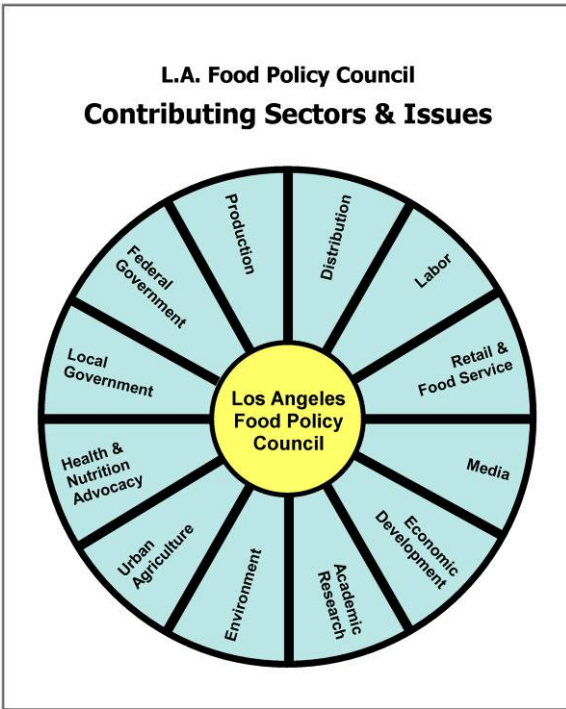 L.A. Food Policy Council
Contributing Sectors & Issues
Production
Distribution
Labor
Retail &
Food Service
Media
Economic
Development
Academic
Research
Environment
Urban
Agriculture
Health &
Nutrition
Advocacy
Local
Government
Federal
Government
Los Angeles
Food Policy
Council